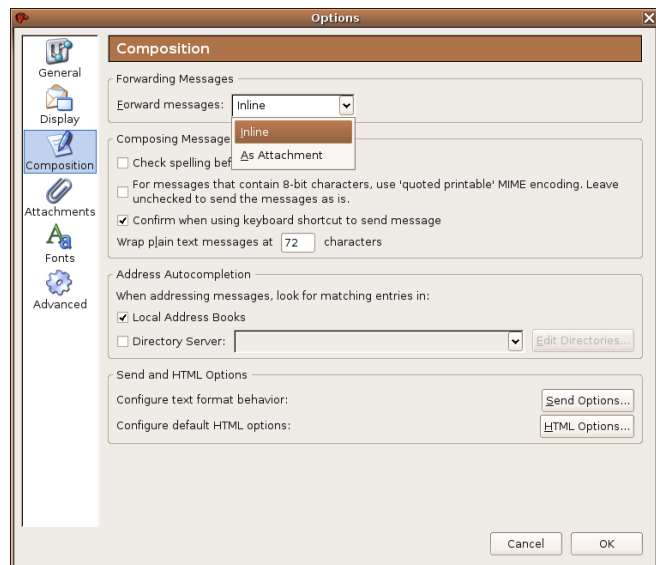 Options
General
Display
Composition
Attachments
Fonts
Advanced
Composition
Forwarding Messages
Forward messages: Inline
Inline
As Attachment
Composing Message
Check spelling bef
For messages that contain 8-bit characters, use 'quoted printable' MIME encoding. Leave
unchecked to send the messages as is.
Confirm when using keyboard shortcut to send message
Wrap plain text messages at 72 characters
Address Autocompletion
When addressing messages, look for matching entries in:
Local Address Books
Directory Server: Edit Directories...
Send and HTML Options
Configure text format behavior: Send Options...
Configure default HTML options: HTML Options...
Cancel OK